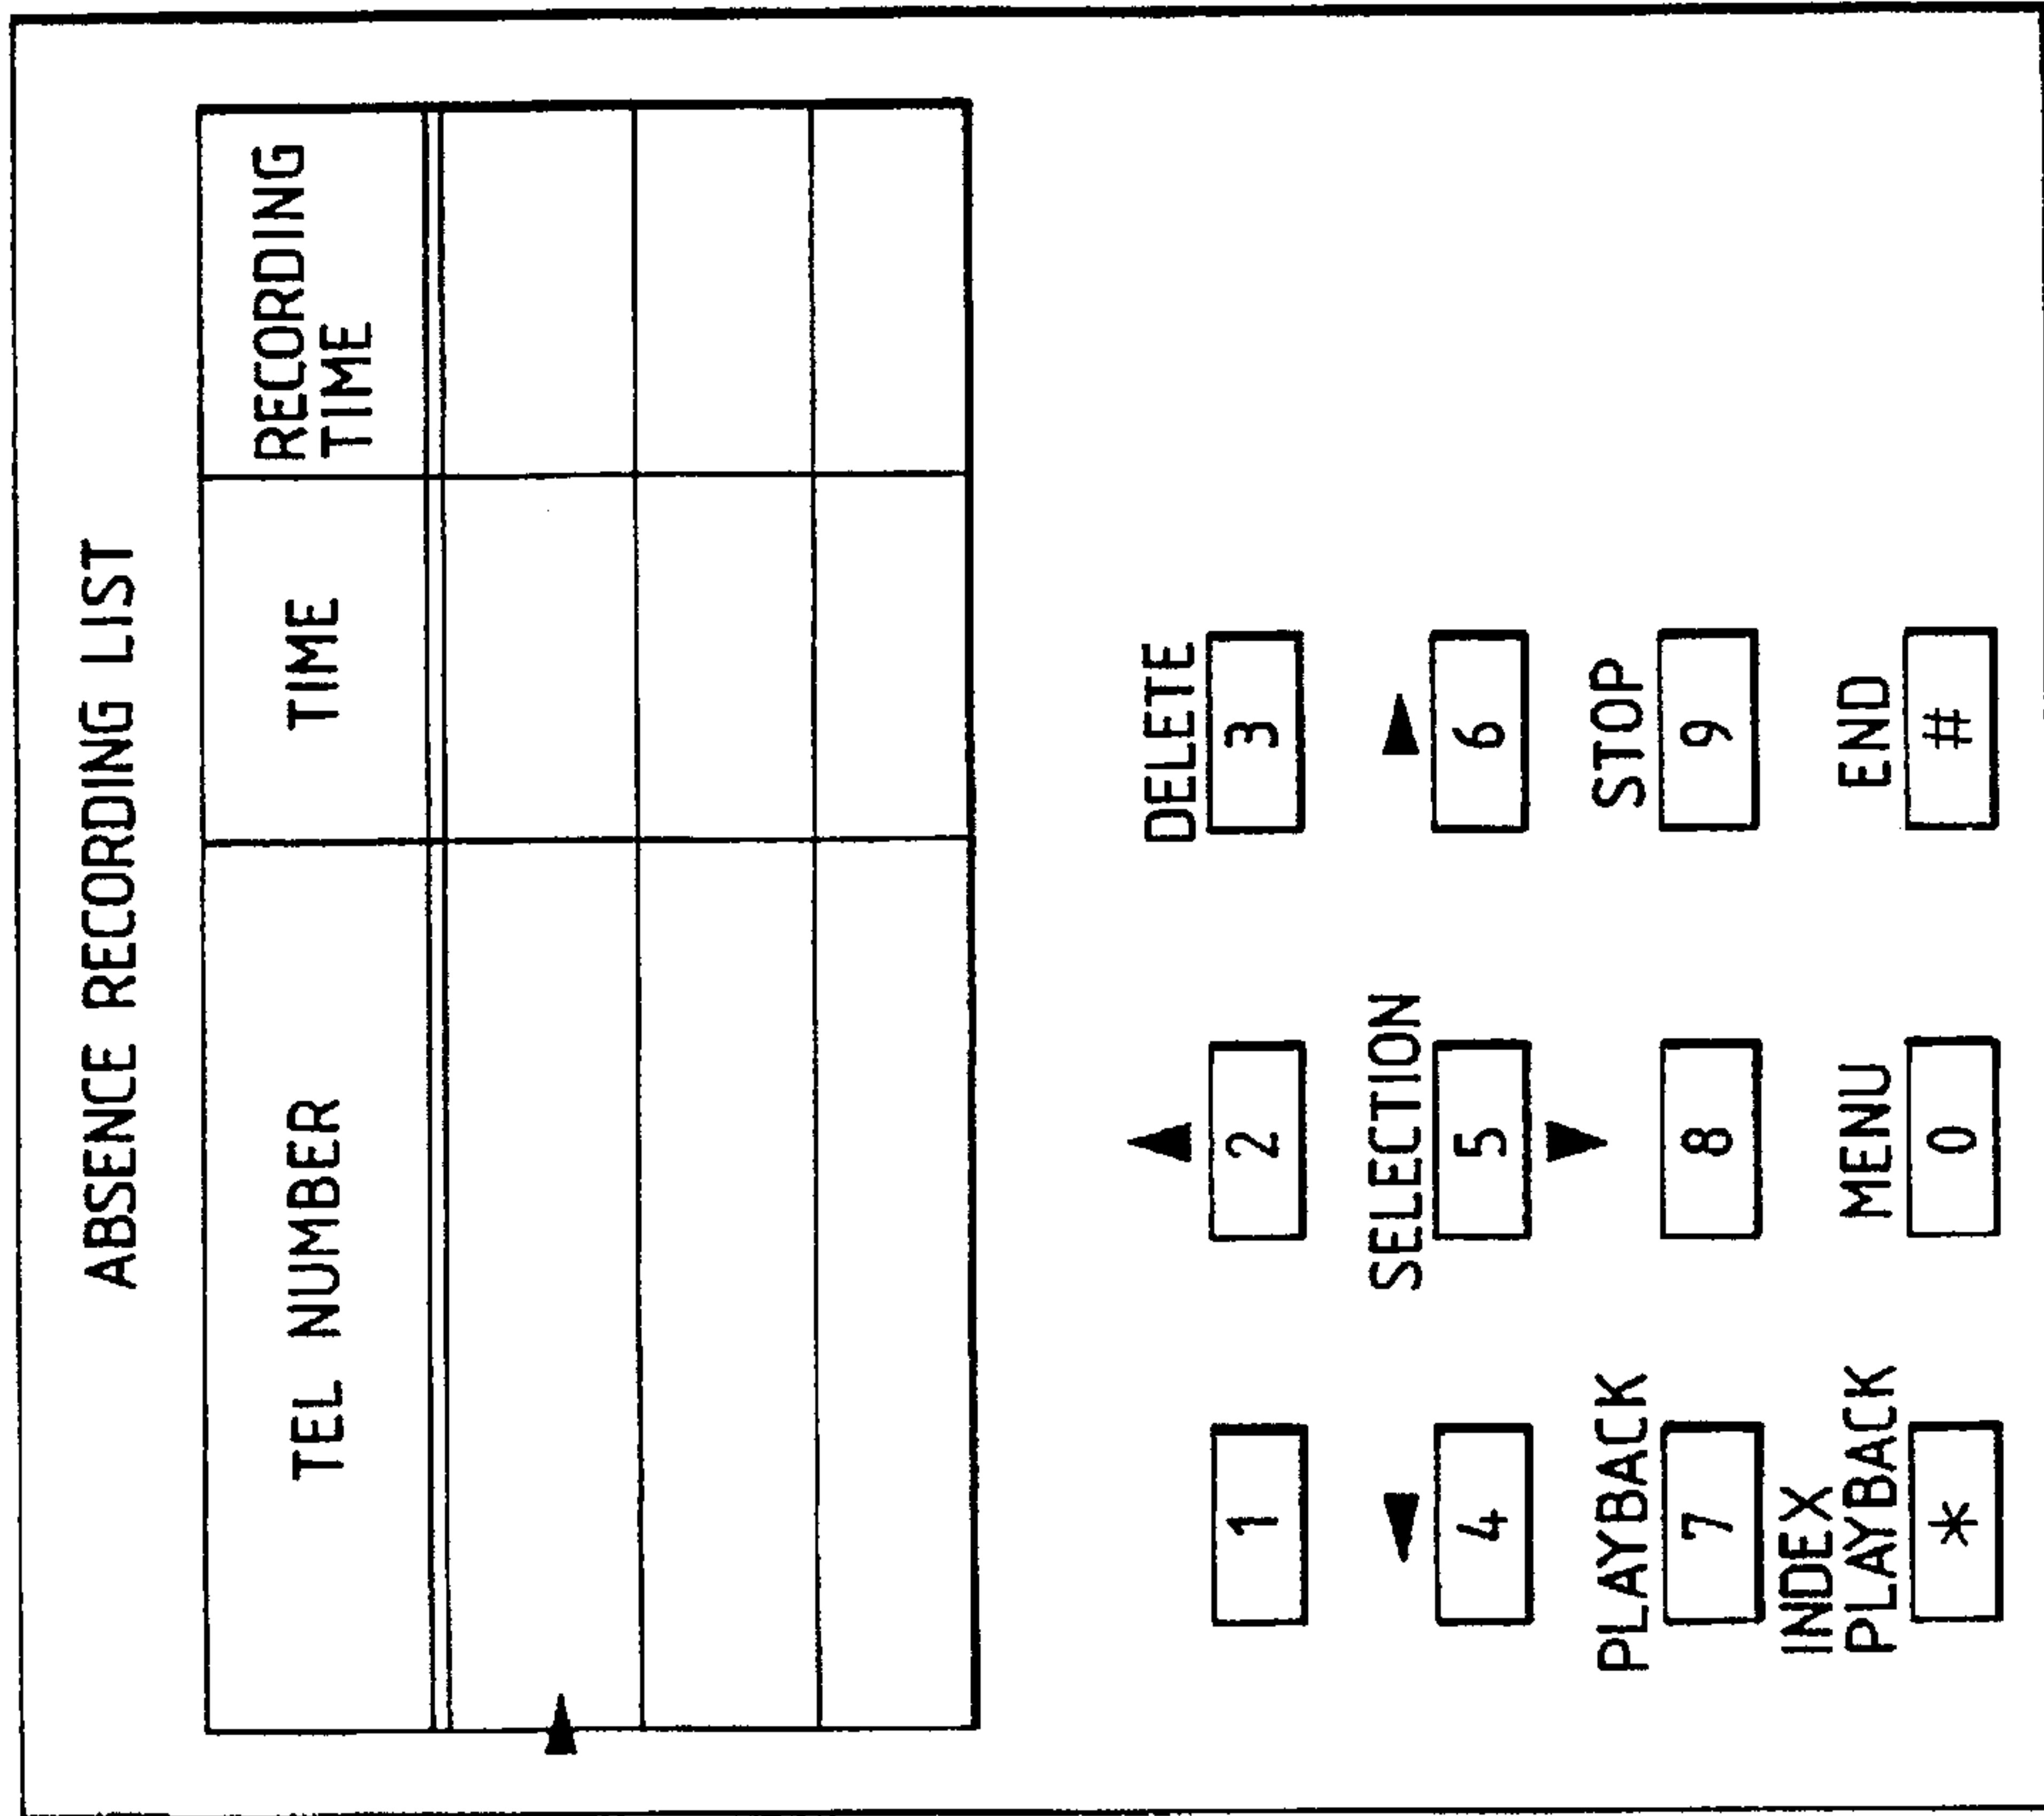 ABSENCE RECORDING LIST
TEL NUMBER
TIME
RECORDING
TIME
DELETE
1
2
3
SELECTION
4
5
6
PLAYBACK
STOP
7
8
9
INDEX
PLAYBACK
MENU
END
*
0
#